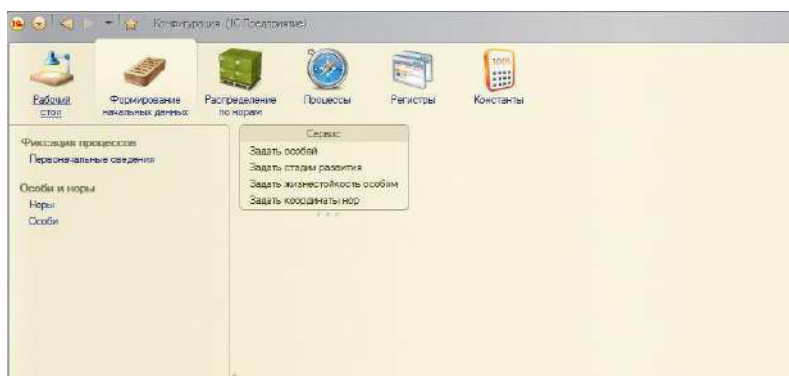 Конфигурация (1С:Предприятие)
Рабочий стол
Формирование начальных данных
Распределение по норам
Процессы
Регистры
Константы
Фиксация процессов
Первоначальные сведения
Особи и норы
Норы
Особи
Сервис
Задать особей
Задать стадии развития
Задать жизнестойкость особям
Задать координаты нор